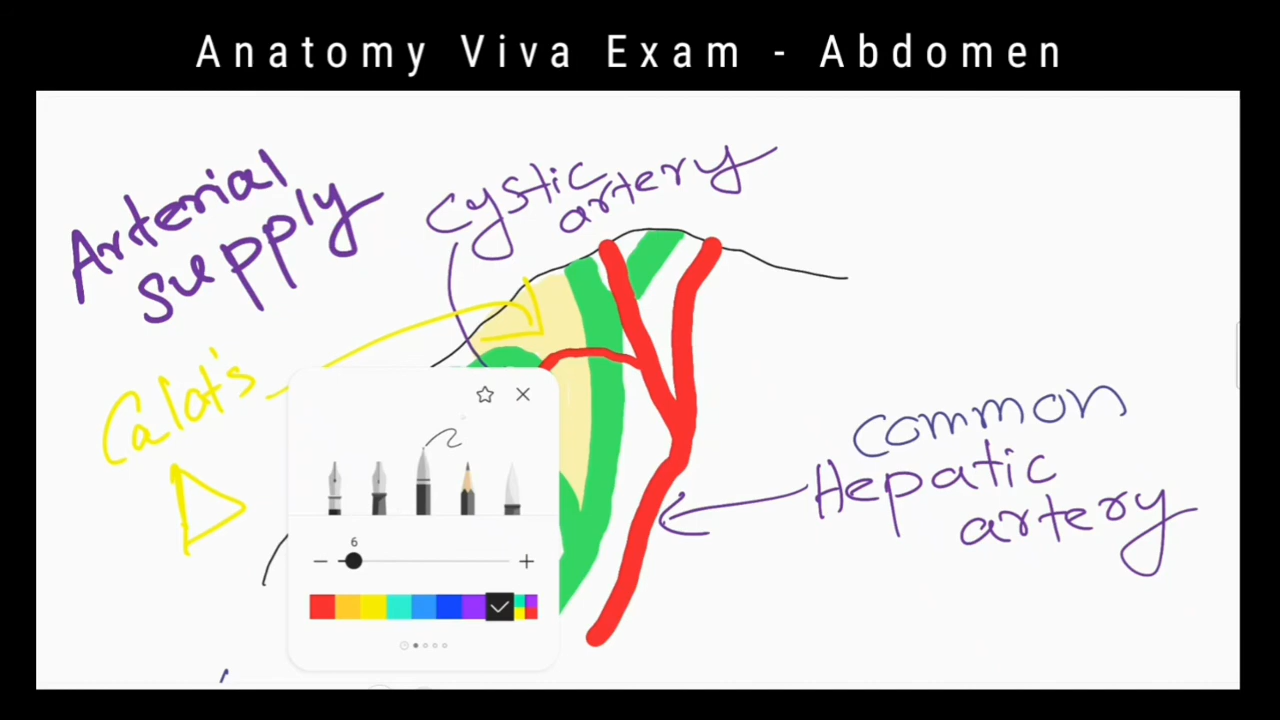 Anatomy Viva Exam - Abdomen
Arterial
supply
Cystic
artery
Calot's
Common
Hepatic
artery
6